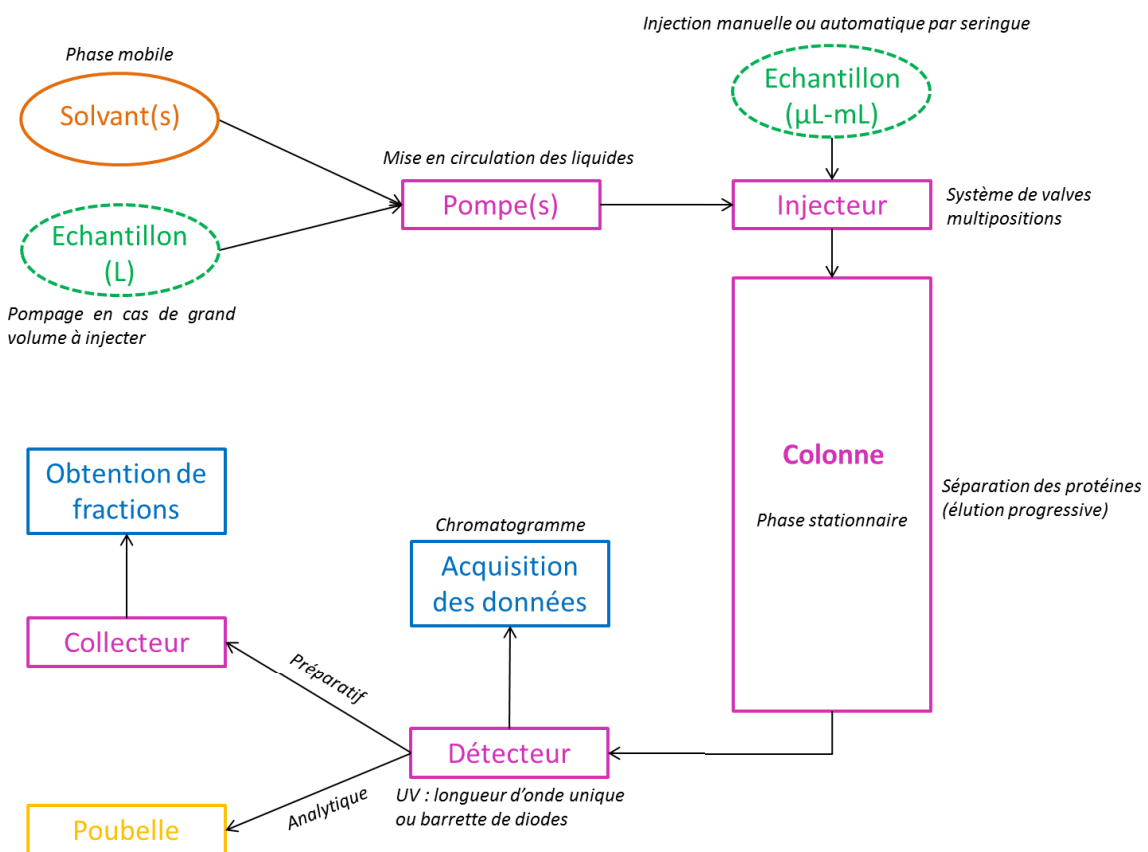 Injection manuelle ou automatique par seringue
Phase mobile
Solvant(s)
Echantillon
(µL-mL)
Mise en circulation des liquides
Pompe(s)
Injecteur
Système de valves
multipositions
Echantillon
(L)
Pompage en cas de grand
volume à injecter
Colonne
Phase stationnaire
Séparation des protéines
(élution progressive)
Obtention de
fractions
Chromatogramme
Acquisition
des données
Collecteur
Préparatif
Détecteur
UV : longueur d’onde unique
ou barrette de diodes
Analytique
Poubelle